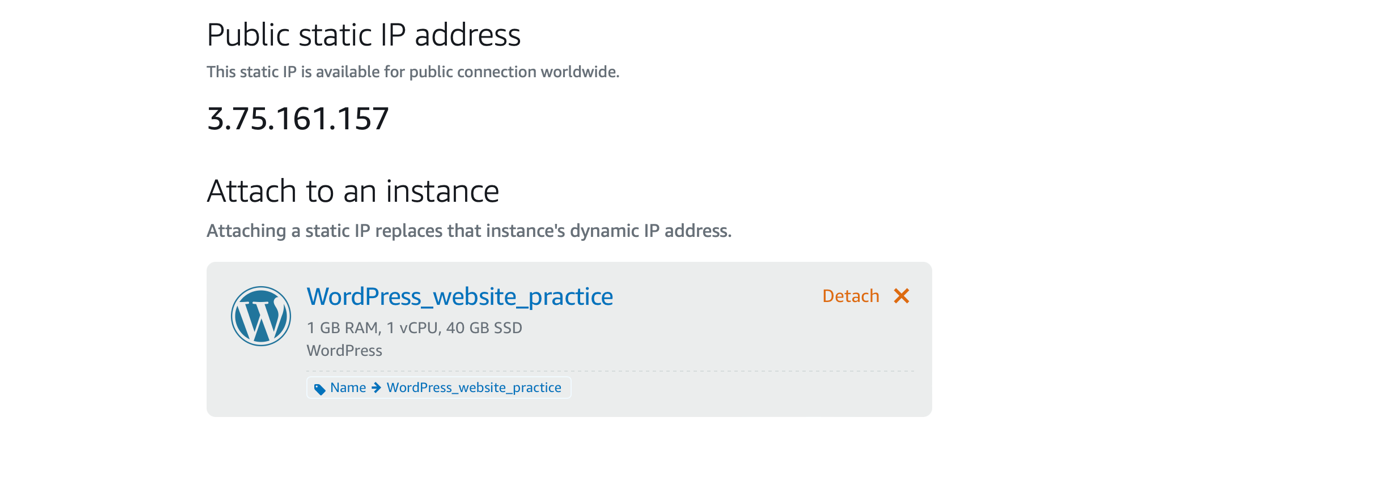 Public static IP address
This static IP is available for public connection worldwide.
3.75.161.157
Attach to an instance
Attaching a static IP replaces that instance's dynamic IP address.
WordPress_website_practice
Detach
1 GB RAM, 1 vCPU, 40 GB SSD
WordPress
Name → WordPress_website_practice